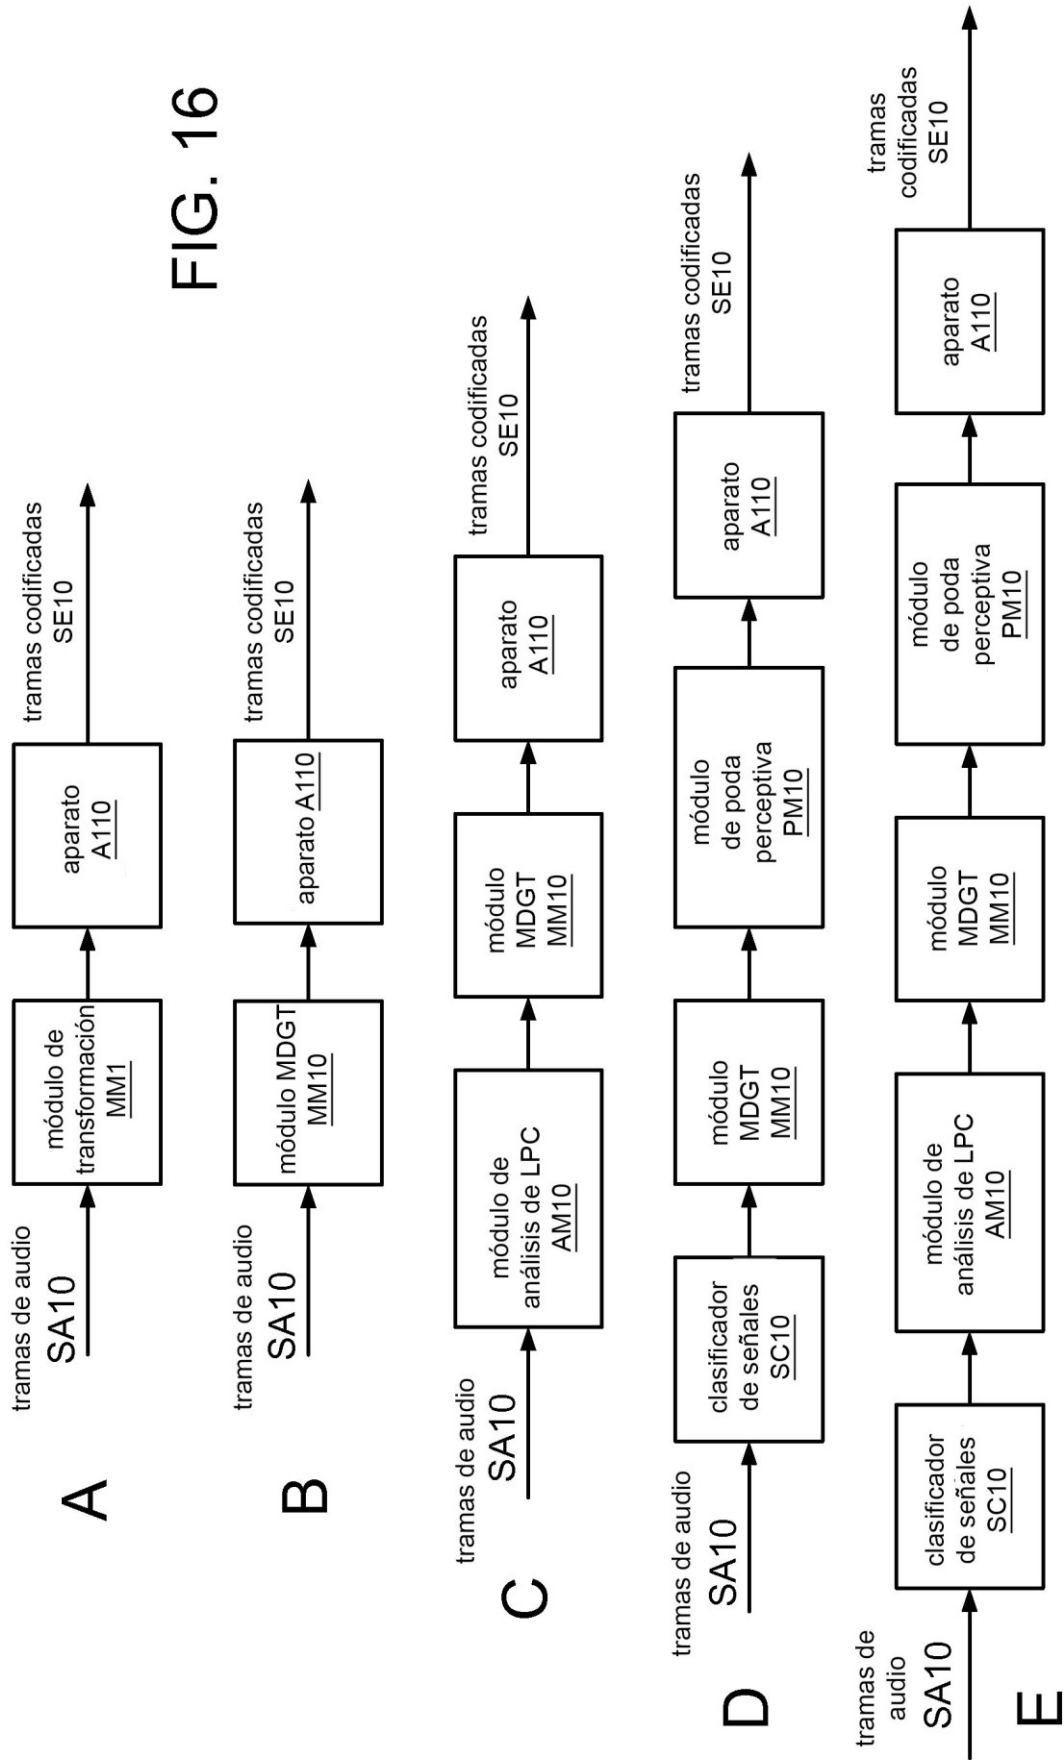 FIG. 16
A
tramas de audio
SA10
módulo de
transformación
MM1
aparato
A110
tramas codificadas
SE10
B
tramas de audio
SA10
módulo MDGT
MM10
aparato A110
tramas codificadas
SE10
C
tramas de audio
SA10
módulo de
análisis de LPC
AM10
módulo
MDGT
MM10
aparato
A110
tramas codificadas
SE10
D
tramas de audio
SA10
clasificador
de señales
SC10
módulo
MDGT
MM10
módulo
de poda
perceptiva
PM10
aparato
A110
tramas codificadas
SE10
E
tramas de
audio
SA10
clasificador
de señales
SC10
módulo de
análisis de LPC
AM10
módulo
MDGT
MM10
módulo
de poda
perceptiva
PM10
aparato
A110
tramas
codificadas
SE10